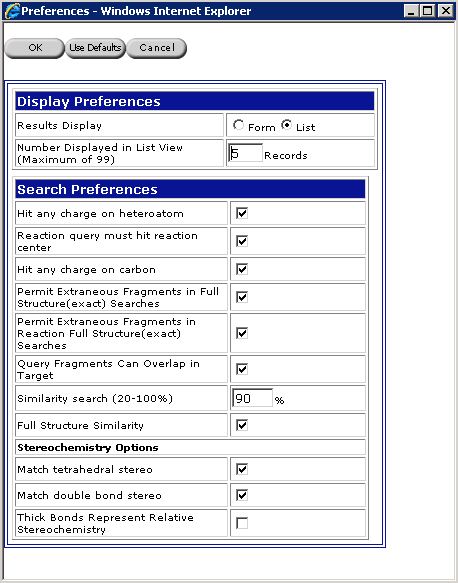 Preferences - Windows Internet Explorer
OK Use Defaults Cancel
Display Preferences
Results Display Form List
Number Displayed in List View
(Maximum of 99) 5 Records
Search Preferences
Hit any charge on heteroatom
Reaction query must hit reaction
center
Hit any charge on carbon
Permit Extraneous Fragments in Full
Structure(exact) Searches
Permit Extraneous Fragments in
Reaction Full Structure(exact)
Searches
Query Fragments Can Overlap in
Target
Similarity search (20-100%) 90 %
Full Structure Similarity
Stereochemistry Options
Match tetrahedral stereo
Match double bond stereo
Thick Bonds Represent Relative
Stereochemistry